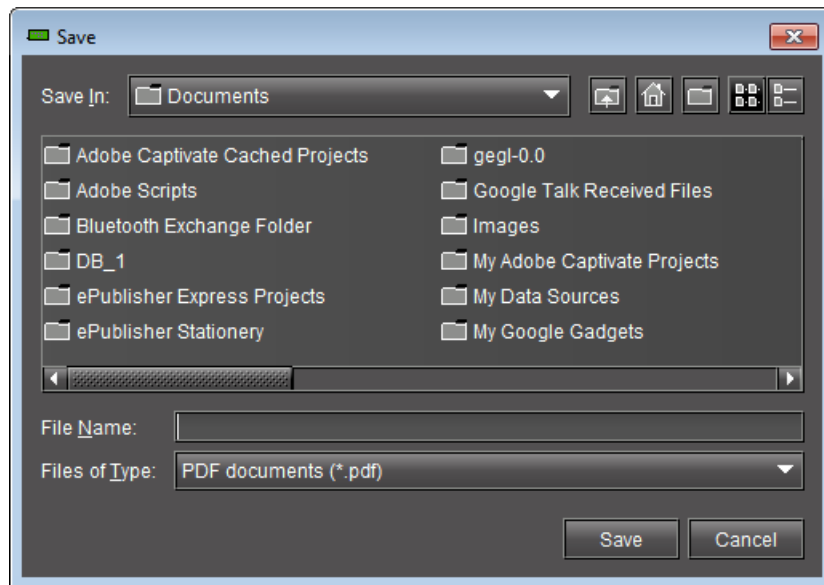 Save
Save In: Documents
Adobe Captivate Cached Projects
Adobe Scripts
Bluetooth Exchange Folder
DB_1
ePublisher Express Projects
ePublisher Stationery
gegl-0.0
Google Talk Received Files
Images
My Adobe Captivate Projects
My Data Sources
My Google Gadgets
File Name:
Files of Type: PDF documents (*.pdf)
Save Cancel